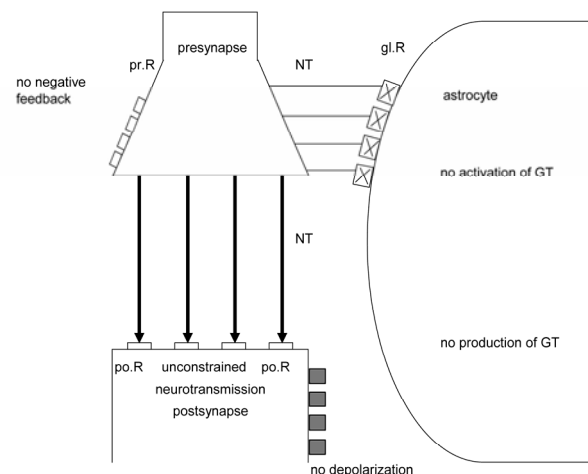 presynapse
pr.R
NT
gl.R
no negative
feedback
astrocyte
no activation of GT
NT
no production of GT
po.R
unconstrained
po.R
neurotransmission
postsynapse
no depolarization